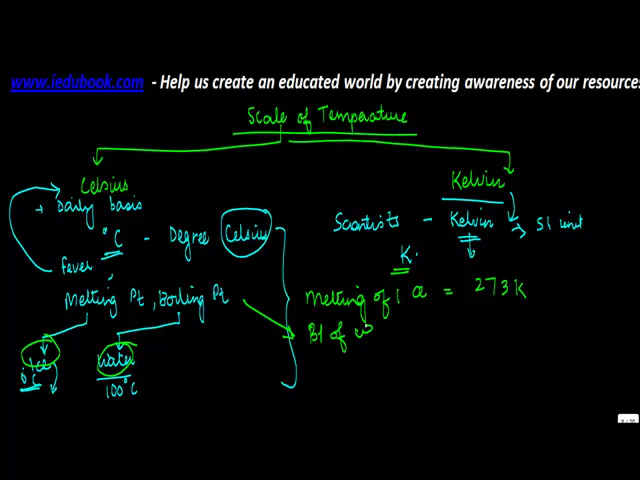 www.iedubook.com - Help us create an educated world by creating awareness of our resources
Scale of Temperature
Celsius
Kelvin
→ Daily basis
Scientists - Kelvin → SI unit
°C - Degree Celsius
K
fever
Melting Pt, Boiling Pt
Melting of i = 273 K
BP of w
Ice
Water
0°C
100°C